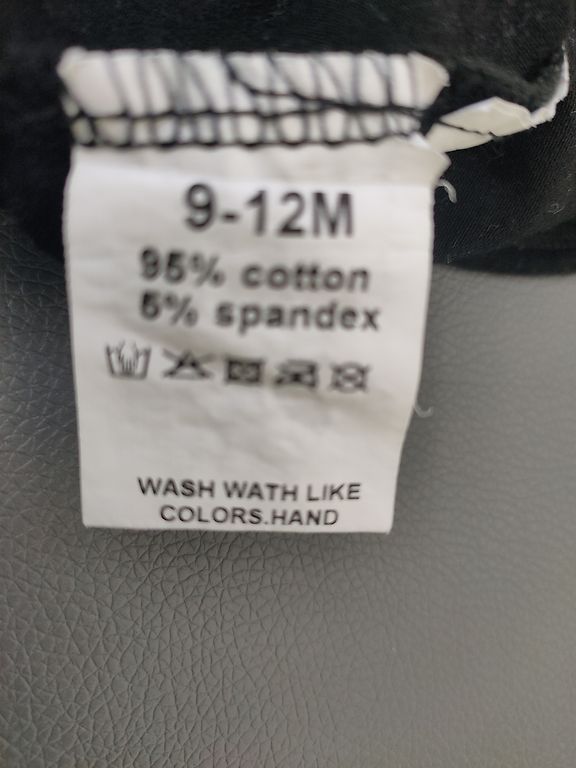 9-12M
95% cotton
5% spandex
WASH WATH LIKE
COLORS.HAND